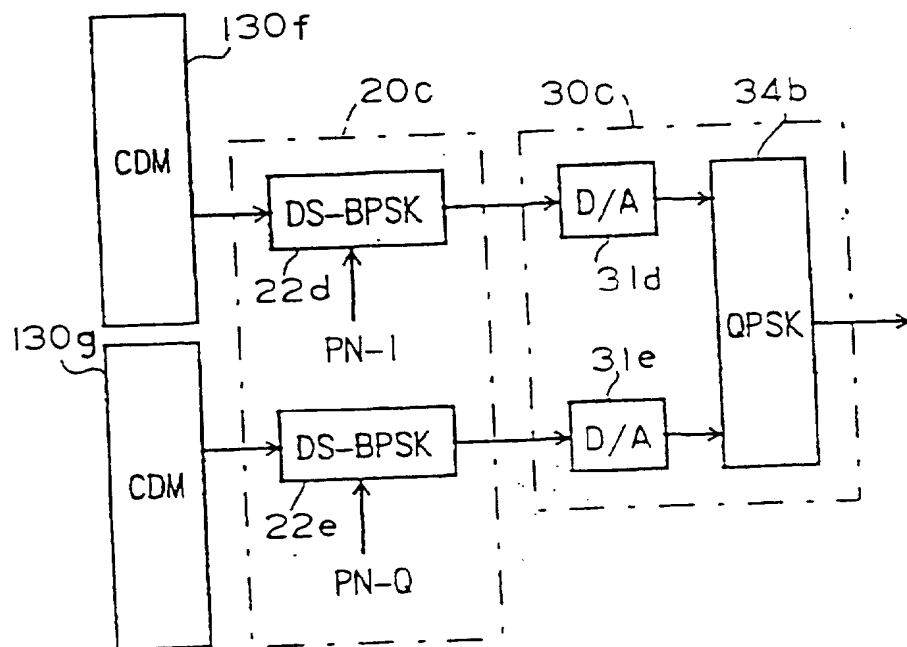 130f
20c
30c
34b
CDM
DS-BPSK
D/A
22d
31d
PN-I
QPSK
130g
31e
CDM
DS-BPSK
D/A
22e
PN-Q